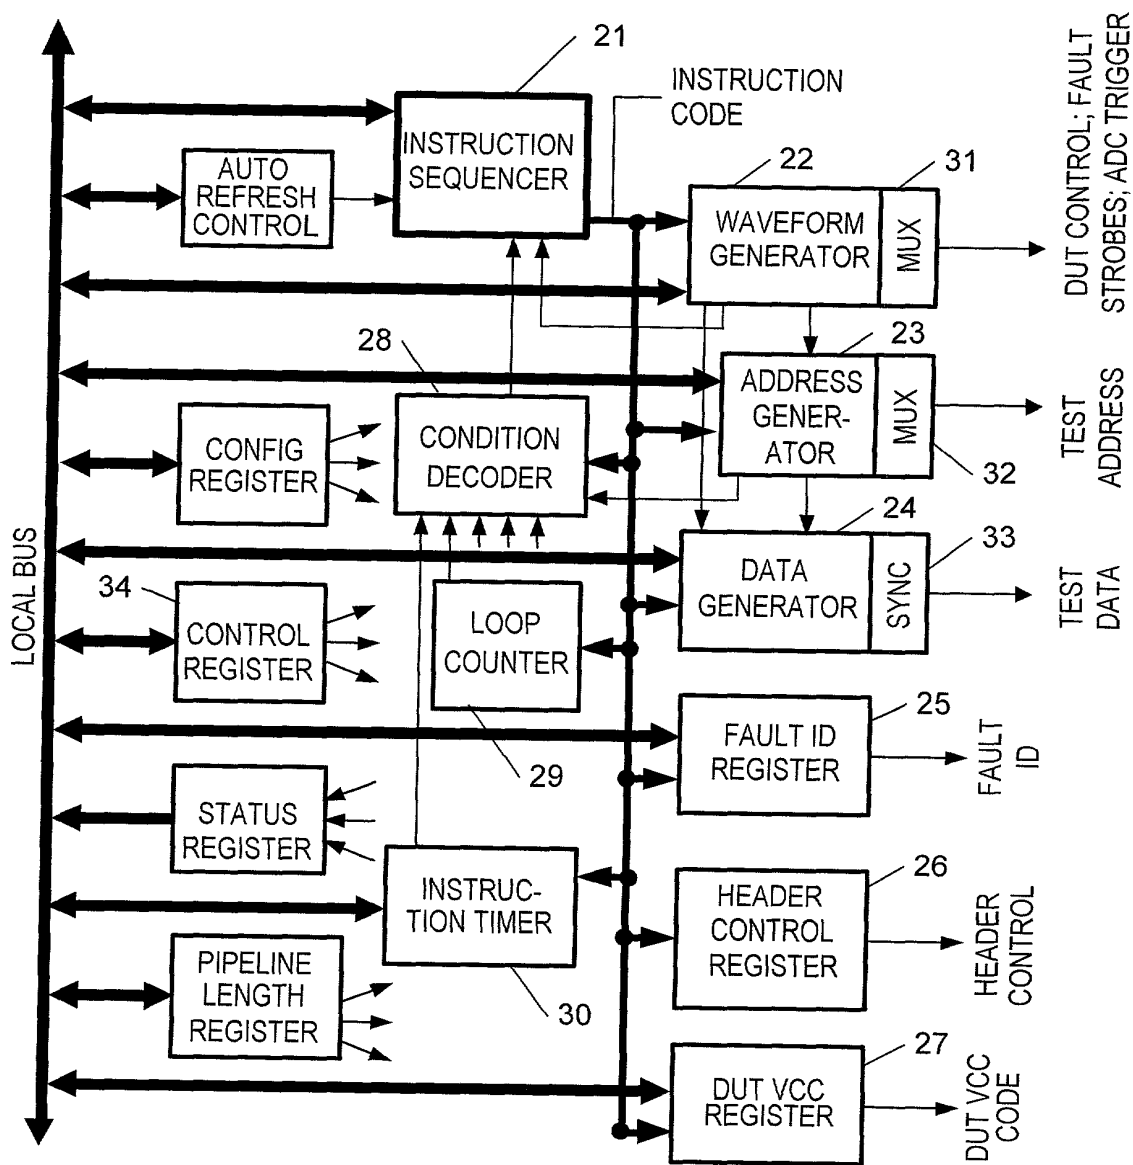 21
INSTRUCTION
CODE
DUT CONTROL; FAULT
STROBES; ADC TRIGGER
INSTRUCTION
SEQUENCER
AUTO
REFRESH
CONTROL
22
31
WAVEFORM
GENERATOR
MUX
28
23
ADDRESS
GENER-
ATOR
MUX
TEST
ADDRESS
32
CONFIG
REGISTER
CONDITION
DECODER
24
33
DATA
GENERATOR
SYNC
TEST
DATA
LOCAL BUS
34
CONTROL
REGISTER
LOOP
COUNTER
29
25
FAULT ID
REGISTER
FAULT
ID
STATUS
REGISTER
INSTRUC-
TION TIMER
30
26
HEADER
CONTROL
REGISTER
HEADER
CONTROL
PIPELINE
LENGTH
REGISTER
27
DUT VCC
REGISTER
DUT VCC
CODE